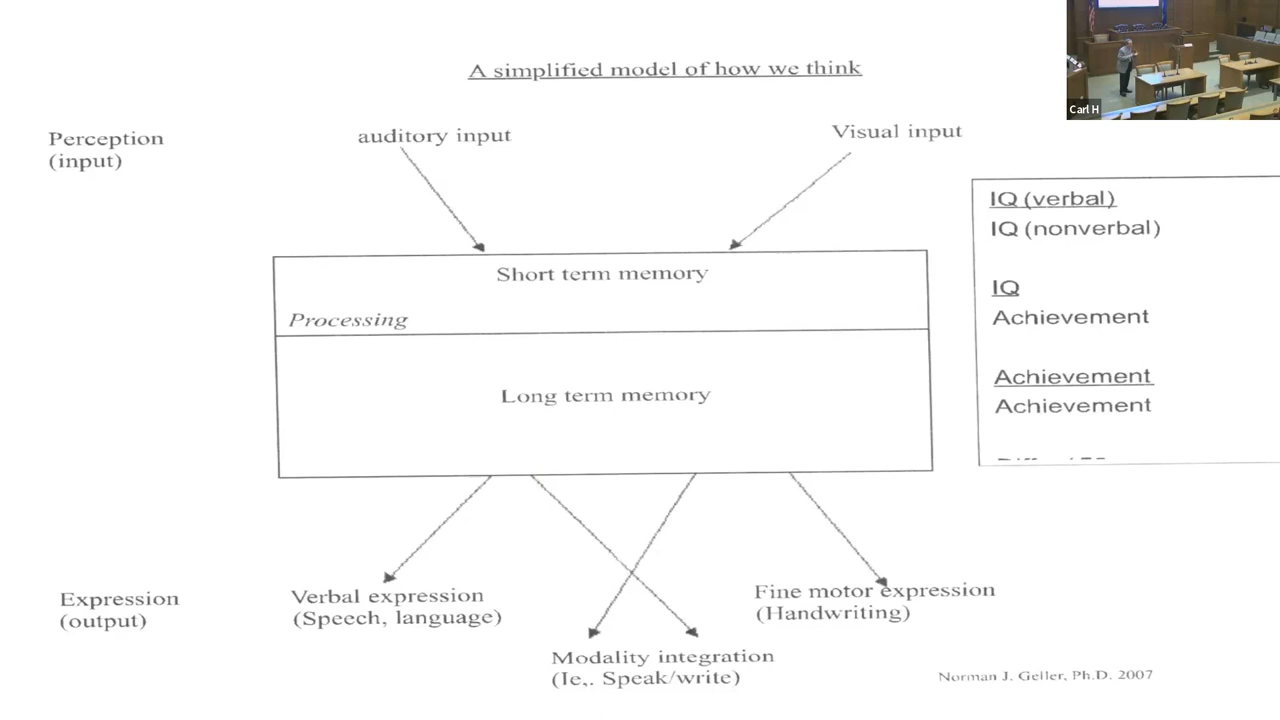 A simplified model of how we think
Perception
(input)
auditory input
Visual input
Short term memory
Processing
Long term memory
IQ (verbal)
IQ (nonverbal)
IQ
Achievement
Achievement
Achievement
Expression
(output)
Verbal expression
(Speech, language)
Fine motor expression
(Handwriting)
Modality integration
(Ie,. Speak/write)
Norman J. Geller, Ph.D. 2007
Carl H